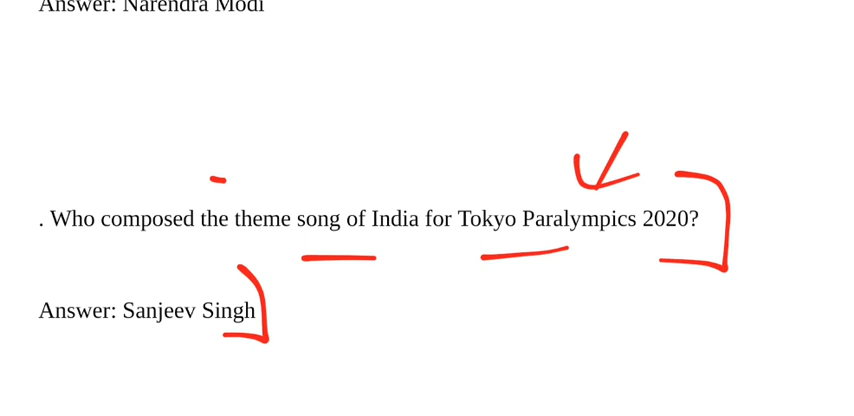 Answer: Narendra Modi
. Who composed the theme song of India for Tokyo Paralympics 2020?
Answer: Sanjeev Singh